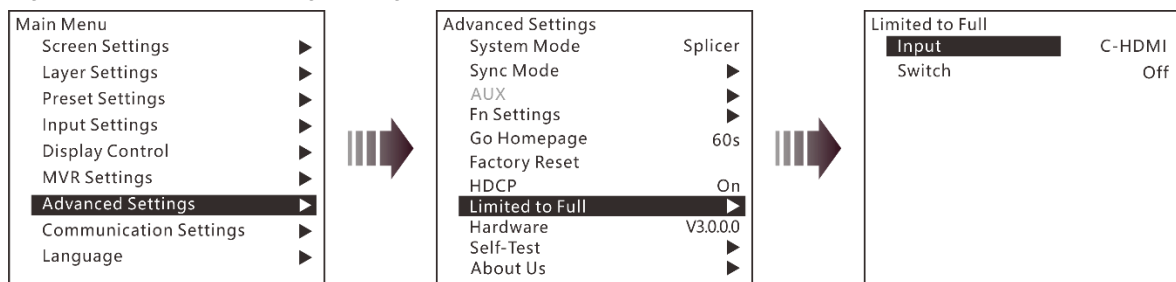 Main Menu
Screen Settings
Layer Settings
Preset Settings
Input Settings
Display Control
MVR Settings
Advanced Settings
Communication Settings
Language
Advanced Settings
System Mode Splicer
Sync Mode
AUX
Fn Settings
Go Homepage 60s
Factory Reset
HDCP On
Limited to Full
Hardware V3.0.0.0
Self-Test
About Us
Limited to Full
Input C-HDMI
Switch Off